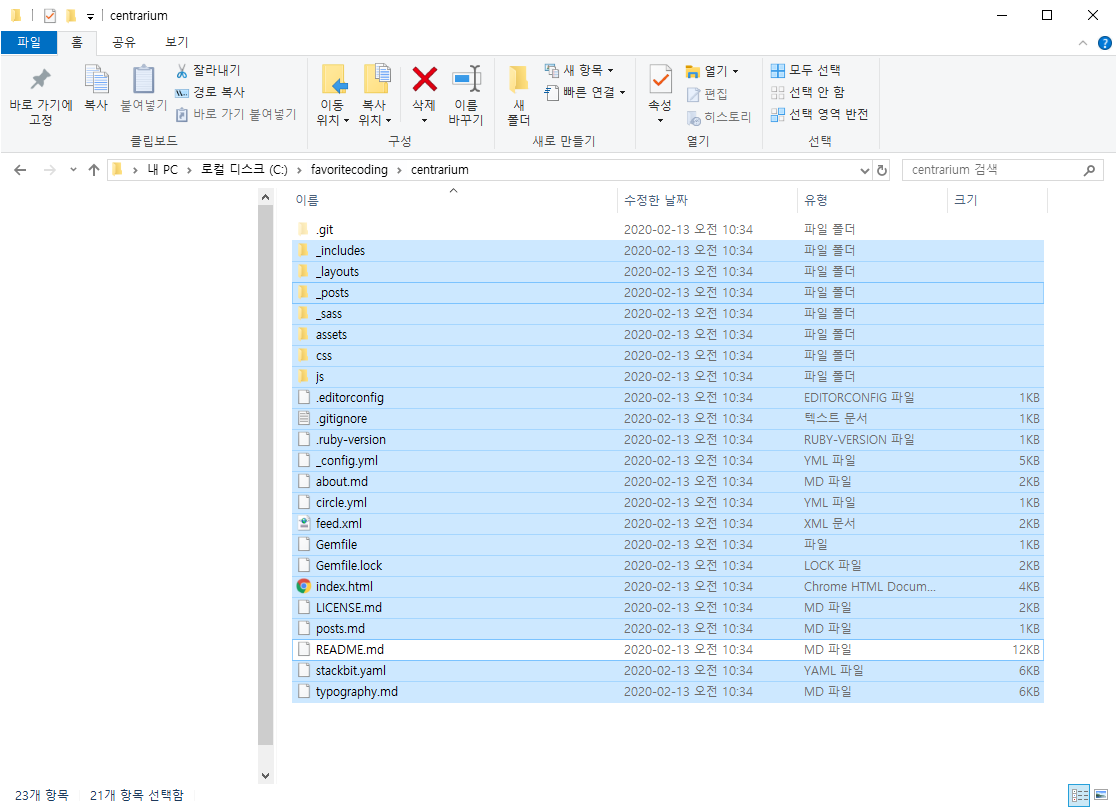 centrarium
파일 홈 공유 보기
바로 가기에 고정
복사
붙여넣기
잘라내기
경로 복사
바로 가기 붙여넣기
클립보드
이동 위치
복사 위치
삭제
이름 바꾸기
구성
새 폴더
새 항목
빠른 연결
새로 만들기
속성
열기
편집
히스토리
열기
모두 선택
선택 안 함
선택 영역 반전
선택
내 PC > 로컬 디스크 (C:) > favoritecoding > centrarium
centrarium 검색
이름 수정한 날짜 유형 크기
.git 2020-02-13 오전 10:34 파일 폴더
_includes 2020-02-13 오전 10:34 파일 폴더
_layouts 2020-02-13 오전 10:34 파일 폴더
_posts 2020-02-13 오전 10:34 파일 폴더
_sass 2020-02-13 오전 10:34 파일 폴더
assets 2020-02-13 오전 10:34 파일 폴더
css 2020-02-13 오전 10:34 파일 폴더
js 2020-02-13 오전 10:34 파일 폴더
.editorconfig 2020-02-13 오전 10:34 EDITORCONFIG 파일 1KB
.gitignore 2020-02-13 오전 10:34 텍스트 문서 1KB
.ruby-version 2020-02-13 오전 10:34 RUBY-VERSION 파일 1KB
_config.yml 2020-02-13 오전 10:34 YML 파일 5KB
about.md 2020-02-13 오전 10:34 MD 파일 2KB
circle.yml 2020-02-13 오전 10:34 YML 파일 1KB
feed.xml 2020-02-13 오전 10:34 XML 문서 2KB
Gemfile 2020-02-13 오전 10:34 파일 1KB
Gemfile.lock 2020-02-13 오전 10:34 LOCK 파일 2KB
index.html 2020-02-13 오전 10:34 Chrome HTML Docum... 4KB
LICENSE.md 2020-02-13 오전 10:34 MD 파일 2KB
posts.md 2020-02-13 오전 10:34 MD 파일 1KB
README.md 2020-02-13 오전 10:34 MD 파일 12KB
stackbit.yaml 2020-02-13 오전 10:34 YAML 파일 6KB
typography.md 2020-02-13 오전 10:34 MD 파일 6KB
23개 항목 21개 항목 선택함